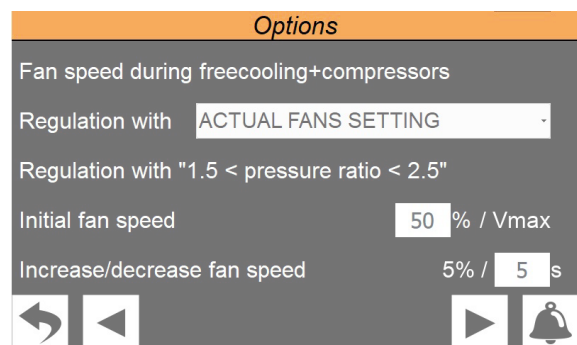 Options
Fan speed during freecooling+compressors
Regulation with ACTUAL FANS SETTING
Regulation with "1.5 < pressure ratio < 2.5"
Initial fan speed 50 % / Vmax
Increase/decrease fan speed 5% / 5 s